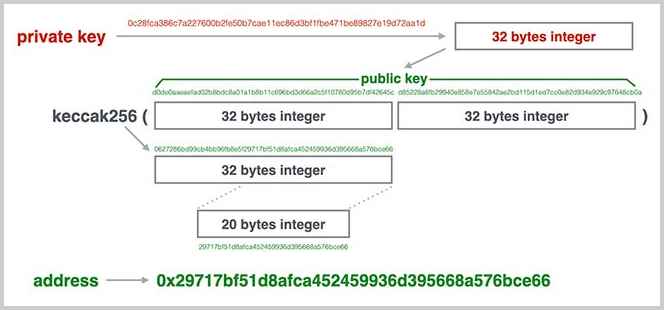 0c28fca386c7a227600b2fe50b7cae11ec86d3bf1fbe471be89827e19d72aa1d
private key
32 bytes integer
public key
d0de0aaeaefad02b8bdc8a01a1b8b11c696bd3d66a2c5f10780d95b7df42645c
d85228a6fb29940e858e7e55842ae2bd115d1ed7cc0e82d934e929c97648cb0a
keccak256 (
32 bytes integer
32 bytes integer
)
0627286bd99cb4bb96fb8e5f29717bf51d8afca452459936d395668a576bce66
32 bytes integer
20 bytes integer
29717bf51d8afca452459936d395668a576bce66
address
0x29717bf51d8afca452459936d395668a576bce66